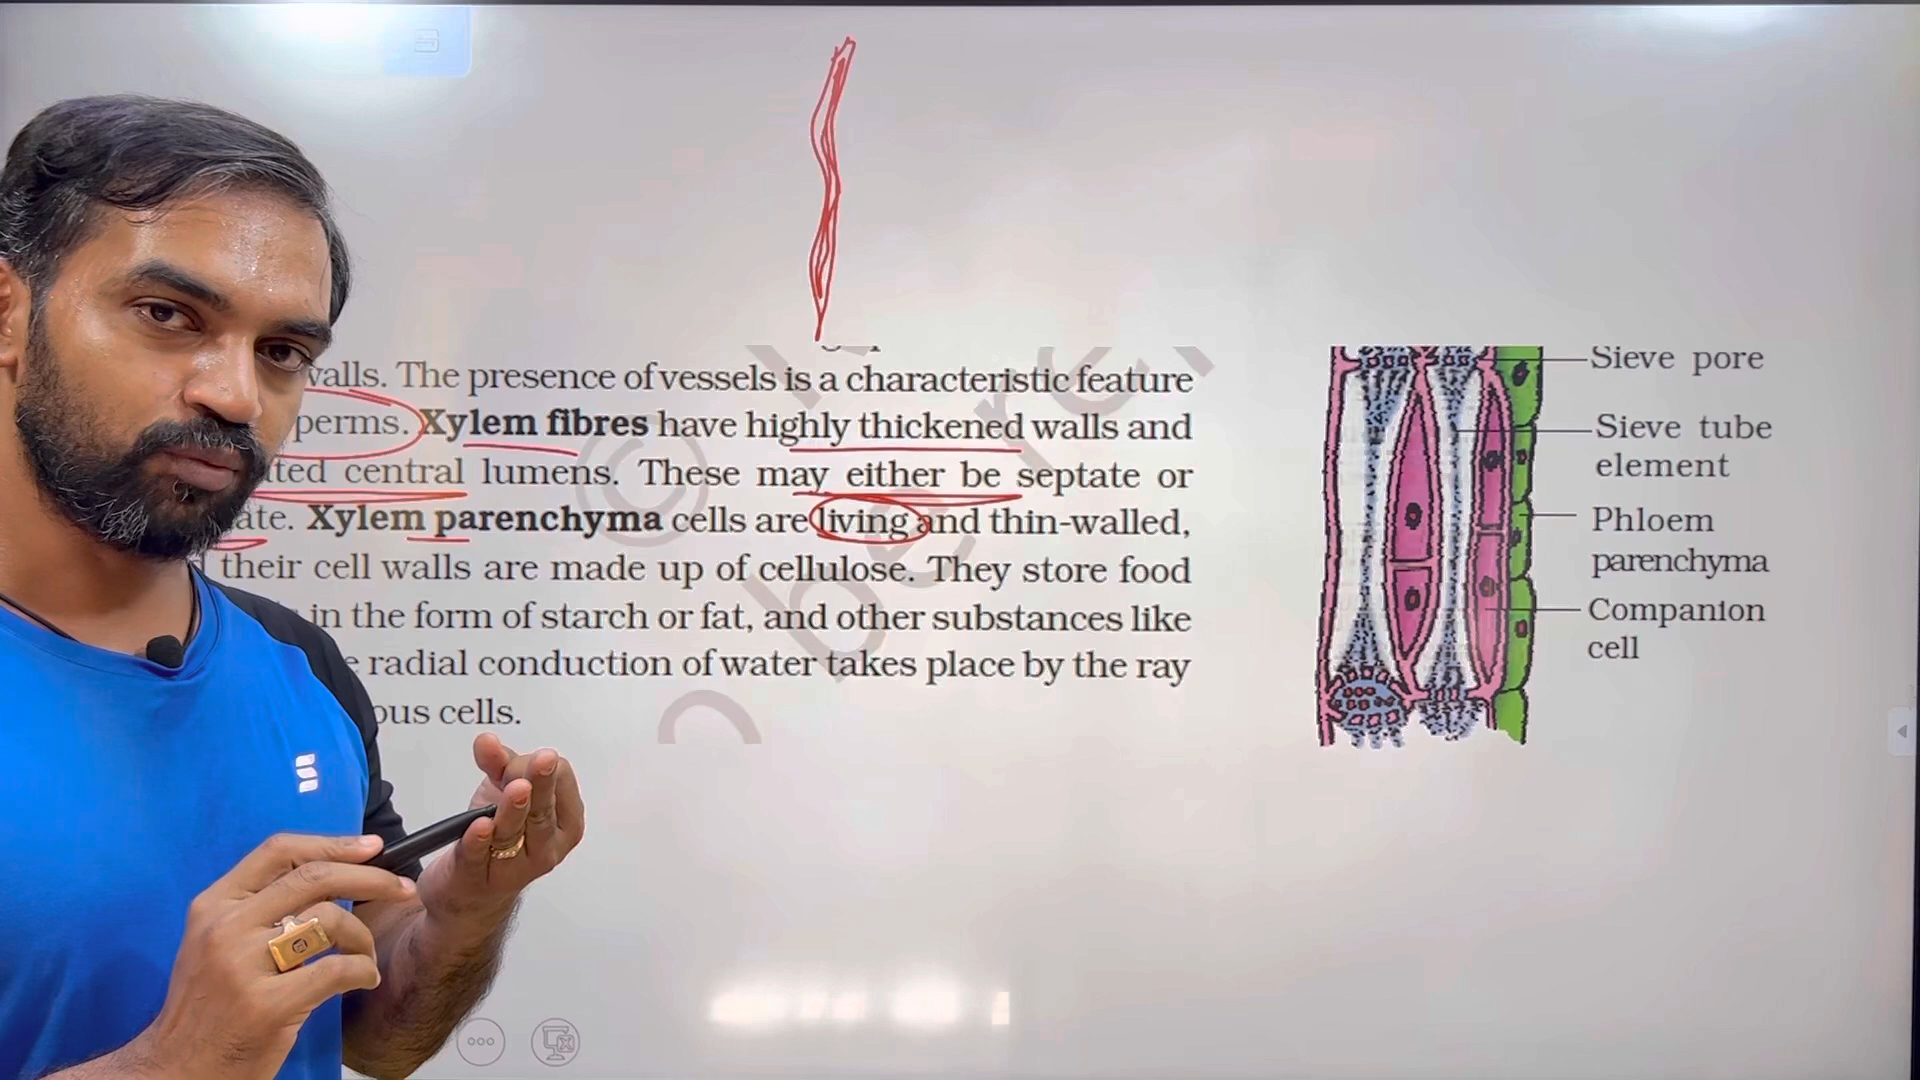 walls. The presence of vessels is a characteristic feature
perms. Xylem fibres have highly thickened walls and
ted central lumens. These may either be septate or
ate. Xylem parenchyma cells are living and thin-walled,
their cell walls are made up of cellulose. They store food
in the form of starch or fat, and other substances like
radial conduction of water takes place by the ray
ous cells.
Sieve pore
Sieve tube
element
Phloem
parenchyma
Companion
cell